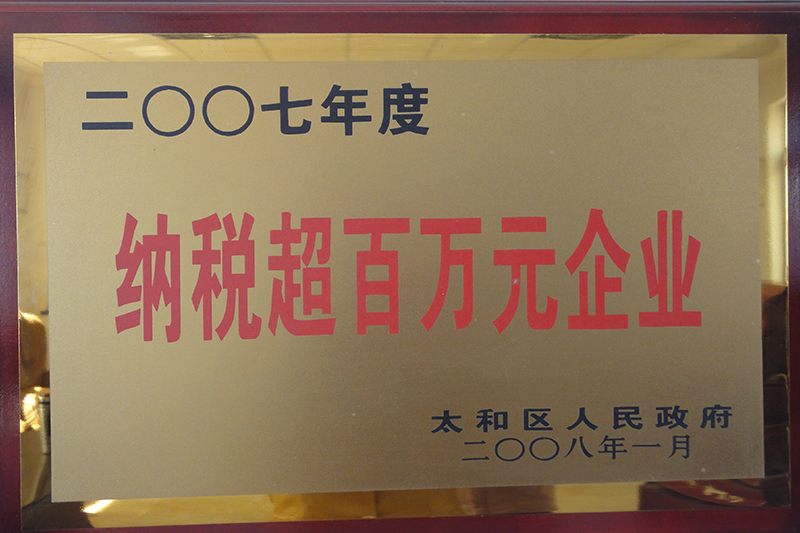 二〇〇七年度
纳税超百万元企业
太和区人民政府
二〇〇八年一月